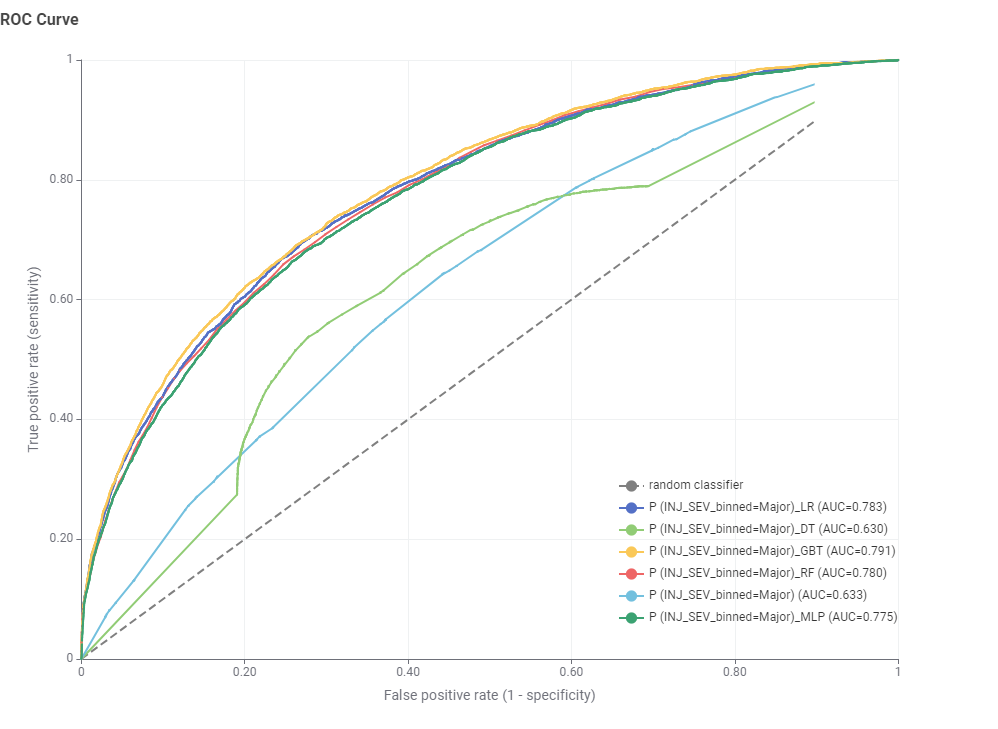 ROC Curve
1
0.80
0.60
0.40
0.20
0
True positive rate (sensitivity)
random classifier
P (INJ_SEV_binned=Major)_LR (AUC=0.783)
P (INJ_SEV_binned=Major)_DT (AUC=0.630)
P (INJ_SEV_binned=Major)_GBT (AUC=0.791)
P (INJ_SEV_binned=Major)_RF (AUC=0.780)
P (INJ_SEV_binned=Major) (AUC=0.633)
P (INJ_SEV_binned=Major)_MLP (AUC=0.775)
0 0.20 0.40 0.60 0.80 1
False positive rate (1 - specificity)